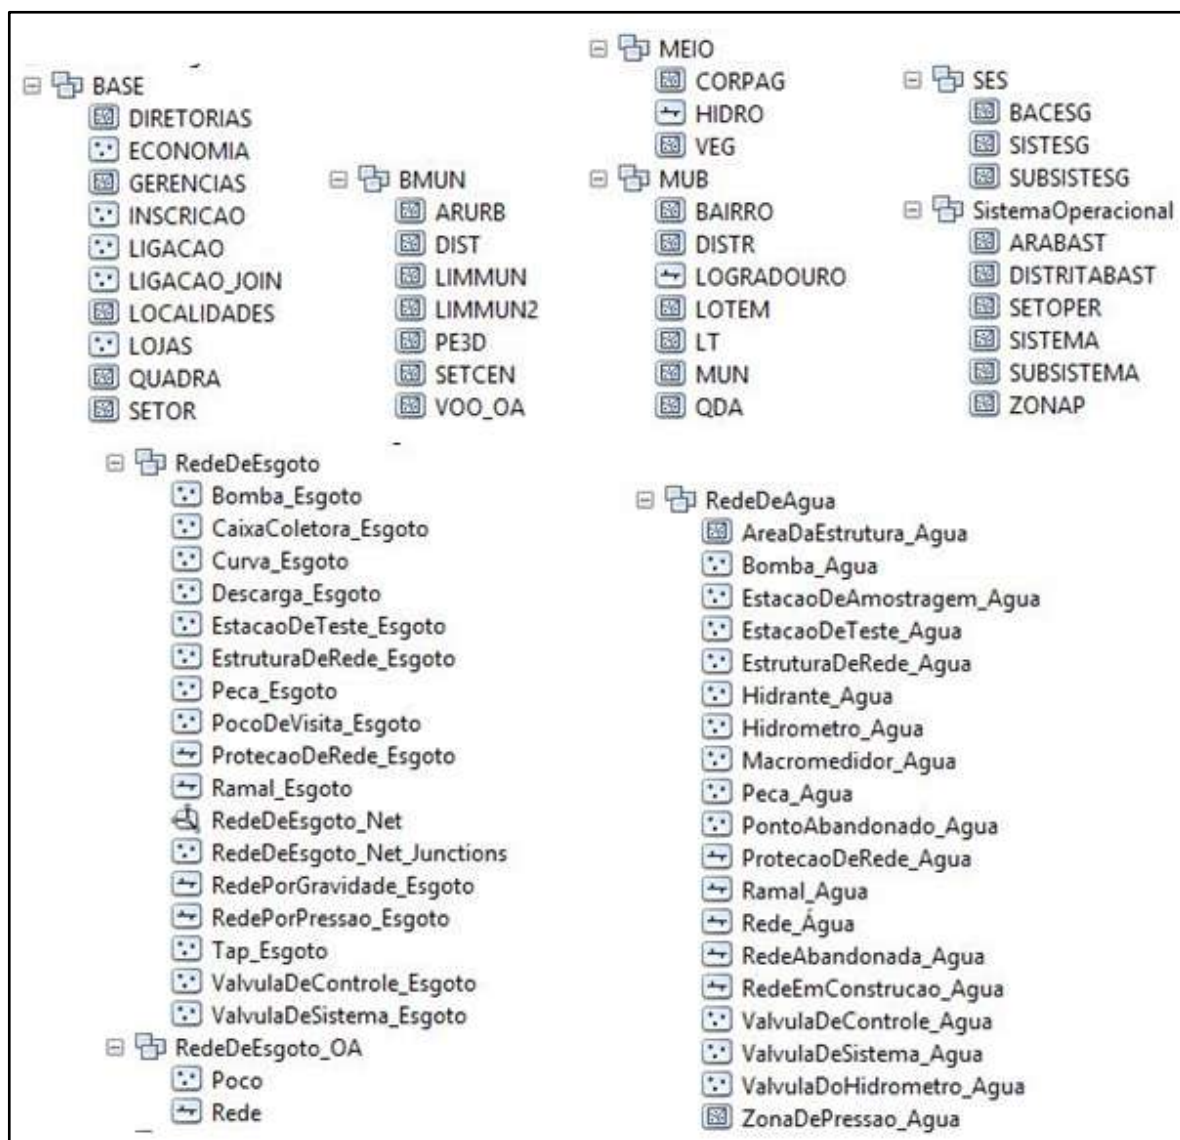 BASE
DIRETORIAS
ECONOMIA
GERENCIAS
INSCRICAO
LIGACAO
LIGACAO_JOIN
LOCALIDADES
LOJAS
QUADRA
SETOR
BMUN
ARURB
DIST
LIMMUN
LIMMUN2
PE3D
SETCEN
VOO_OA
MEIO
CORPAG
HIDRO
VEG
MUB
BAIRRO
DISTR
LOGRADOURO
LOTEM
LT
MUN
QDA
SES
BACESG
SISTESG
SUBSISTESG
SistemaOperacional
ARABAST
DISTRITABAST
SETOPER
SISTEMA
SUBSISTEMA
ZONAP
RedeDeEsgoto
Bomba_Esgoto
CaixaColetora_Esgoto
Curva_Esgoto
Descarga_Esgoto
EstacaoDeTeste_Esgoto
EstruturaDeRede_Esgoto
Peca_Esgoto
PocoDeVisita_Esgoto
ProtecaoDeRede_Esgoto
Ramal_Esgoto
RedeDeEsgoto_Net
RedeDeEsgoto_Net_Junctions
RedePorGravidade_Esgoto
RedePorPressao_Esgoto
Tap_Esgoto
ValvulaDeControle_Esgoto
ValvulaDeSistema_Esgoto
RedeDeEsgoto_OA
Poco
Rede
RedeDeAgua
AreaDaEstrutura_Agua
Bomba_Agua
EstacaoDeAmostragem_Agua
EstacaoDeTeste_Agua
EstruturaDeRede_Agua
Hidrante_Agua
Hidrometro_Agua
Macromedidor_Agua
Peca_Agua
PontoAbandonado_Agua
ProtecaoDeRede_Agua
Ramal_Agua
Rede_Água
RedeAbandonada_Agua
RedeEmConstrucao_Agua
ValvulaDeControle_Agua
ValvulaDeSistema_Agua
ValvulaDoHidrometro_Agua
ZonaDePressao_Agua